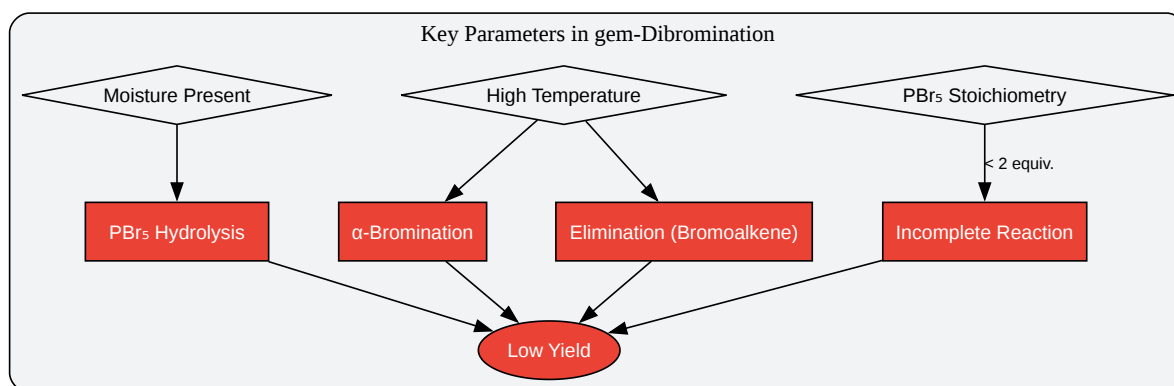 Key Parameters in gem-Dibromination
Moisture Present
High Temperature
PBr₅ Stoichiometry
< 2 equiv.
PBr₅ Hydrolysis
α-Bromination
Elimination (Bromoalkene)
Incomplete Reaction
Low Yield